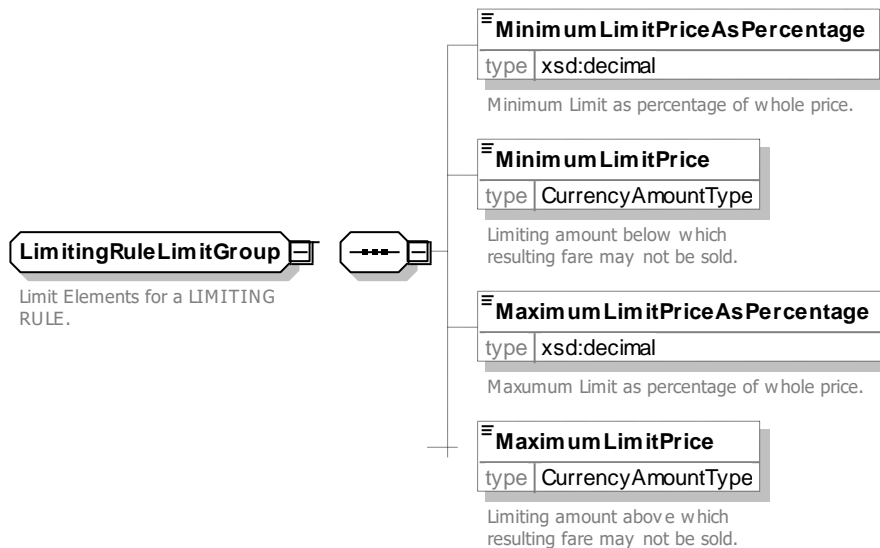 MinimumLimitPriceAsPercentage
type xsd:decimal
Minimum Limit as percentage of whole price.
MinimumLimitPrice
type CurrencyAmountType
Limiting amount below which
resulting fare may not be sold.
LimitingRuleLimitGroup
Limit Elements for a LIMITING
RULE.
MaximumLimitPriceAsPercentage
type xsd:decimal
Maxumum Limit as percentage of whole price.
MaximumLimitPrice
type CurrencyAmountType
Limiting amount above which
resulting fare may not be sold.